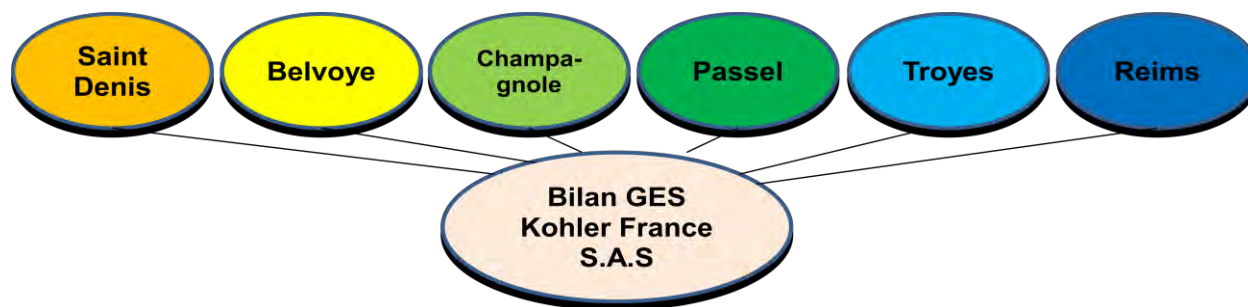 Saint
Denis
Belvoye
Champa-
gnole
Passel
Troyes
Reims
Bilan GES
Kohler France
S.A.S